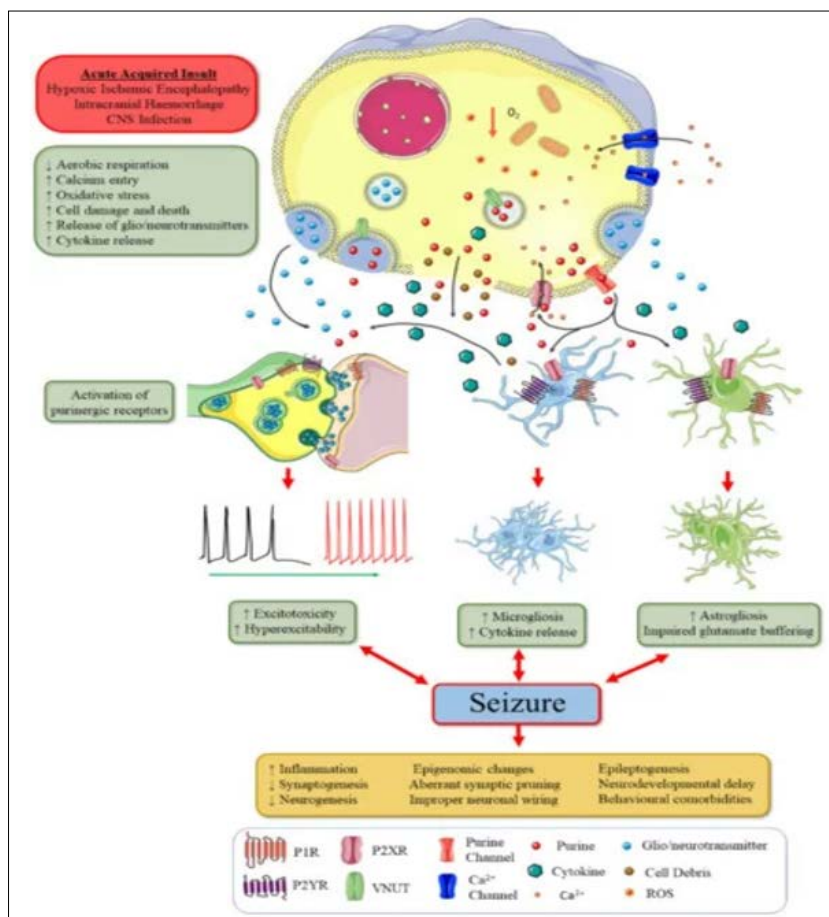 Acute Acquired Insult
Hypoxic Ischemic Encephalopathy
Intracranial Haemorrhage
CNS Infection
↓ Aerobic respiration
↑ Calcium entry
↑ Oxidative stress
↑ Cell damage and death
↑ Release of glio/neurotransmitters
↑ Cytokine release
O₂
Activation of
purinergic receptors
↑ Excitotoxicity
↑ Hyperexcitability
↑ Microgliosis
↑ Cytokine release
↑ Astrogliosis
Impaired glutamate buffering
Seizure
↑ Inflammation
↓ Synaptogenesis
↓ Neurogenesis
Epigenomic changes
Aberrant synaptic pruning
Improper neuronal wiring
Epileptogenesis
Neurodevelopmental delay
Behavioural comorbidities
P1R
P2XR
Purine
Channel
Purine
Glio/neurotransmitter
Cytokine
Cell Debris
P2YR
VNUT
Ca²⁺
Channel
Ca²⁺
ROS